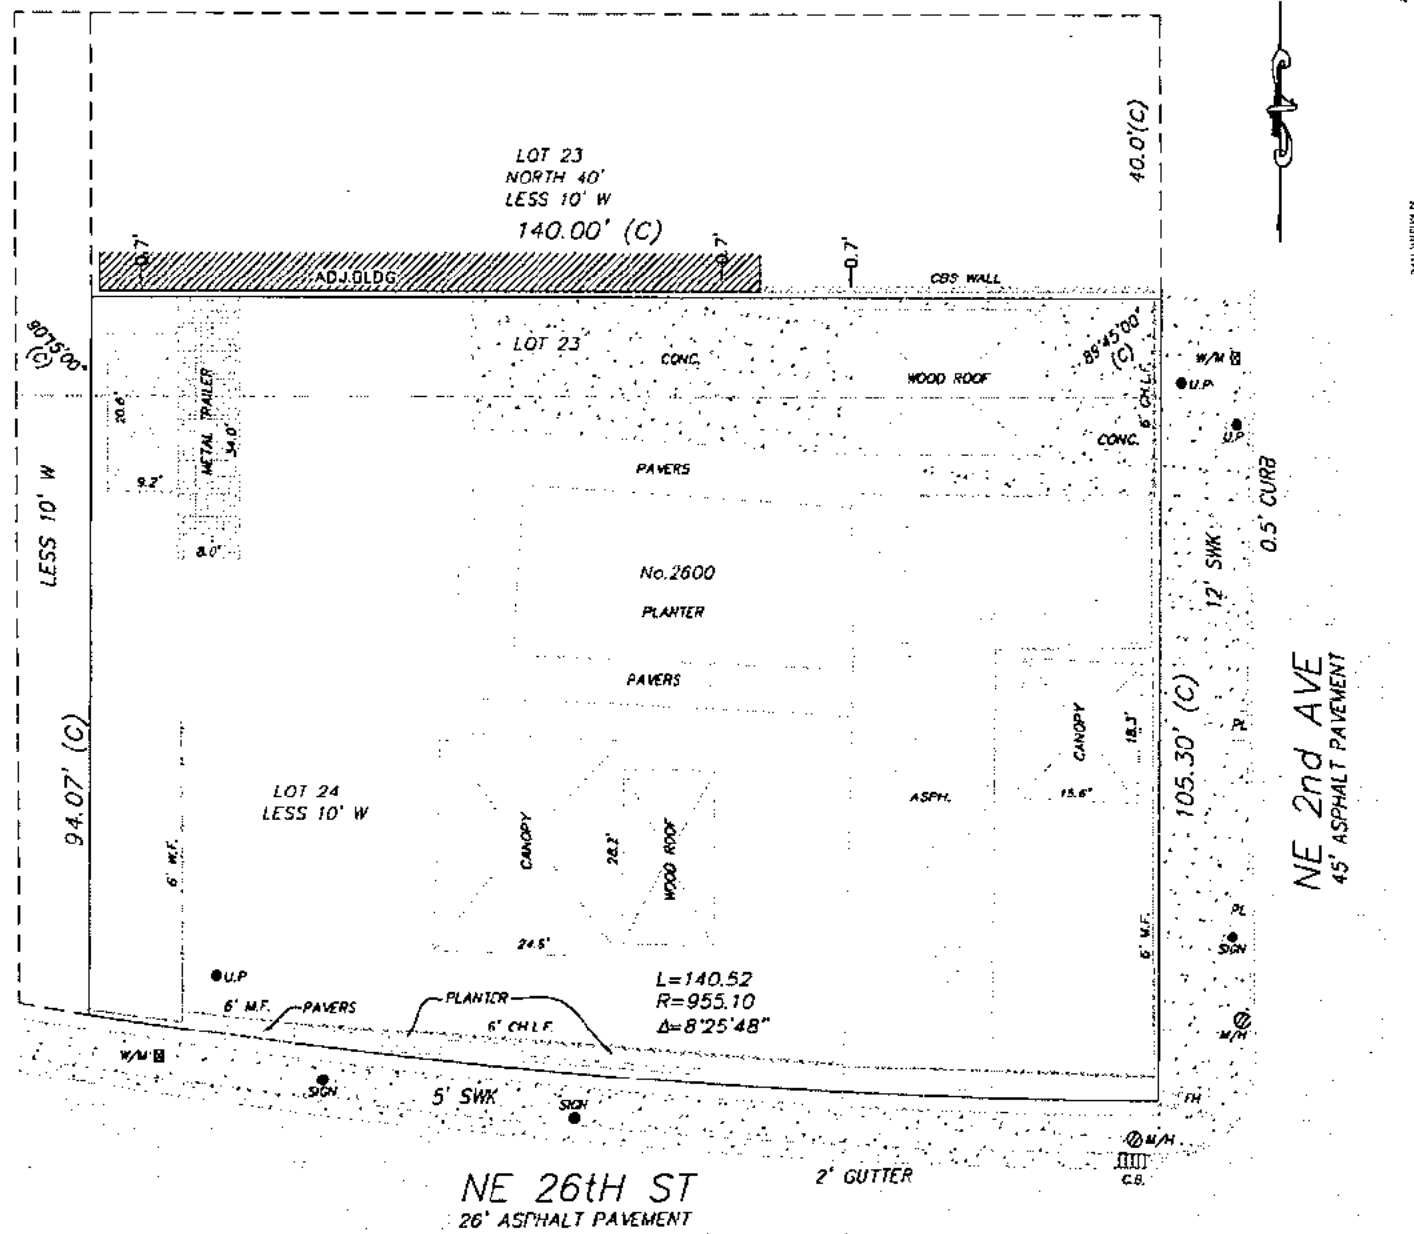 LOT 23
NORTH 40'
LESS 10' W
140.00' (C)
40.0'(C)
0.7'
0.7'
0.7'
ADJ.BLDG
CBS WALL
90°15'00"
(C)
LOT 23
CONC.
WOOD ROOF
89°45'00"
(C)
6' CH.L.F.
W/M
U.P
U.P
CONC.
20.6'
METAL TRAILER
34.0'
9.2'
8.0'
LESS 10' W
PAVERS
0.5' CURB
12' SWK
No.2600
PLANTER
PAVERS
94.07' (C)
LOT 24
LESS 10' W
6' W.F.
CANOPY
28.2'
WOOD ROOF
24.6'
ASPH.
CANOPY
18.3'
15.6'
105.30' (C)
PL
NE 2nd AVE
45' ASPHALT PAVEMENT
6' M.F.
PL
SIGN
M/H
U.P
6' M.F.
PAVERS
PLANTER
6' CH.L.F.
L=140.52
R=955.10
Δ=8°25'48"
W/M
SIGN
5' SWK
SIGN
FH
M/H
C.B.
2' GUTTER
NE 26tH ST
26' ASPHALT PAVEMENT